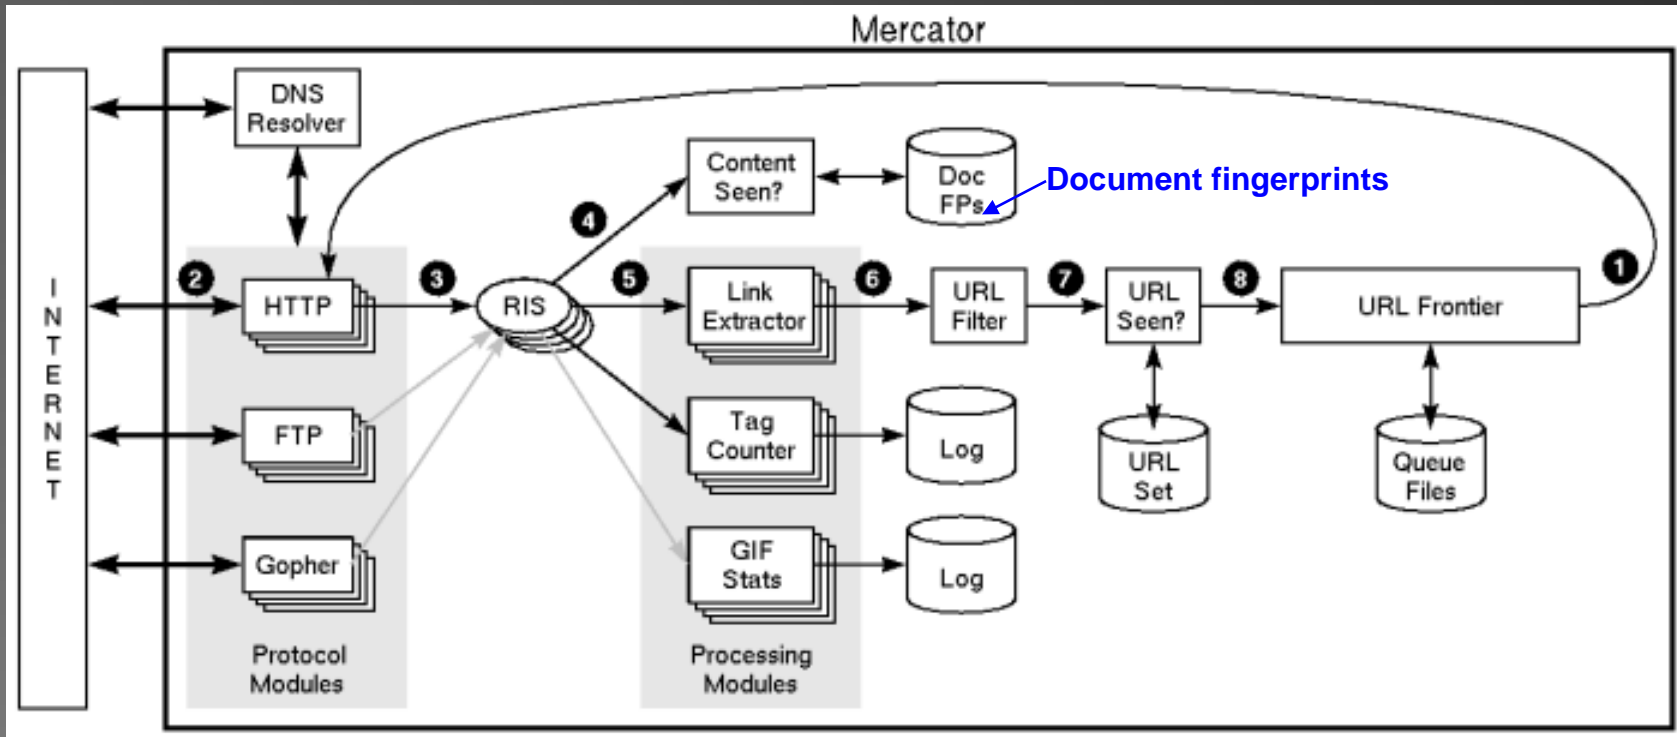 Mercator
DNS
Resolver
INTERNET
Content
Seen?
Doc
FPs
Document fingerprints
4
2
HTTP
3
RIS
5
Link
Extractor
6
URL
Filter
7
URL
Seen?
8
URL Frontier
1
FTP
Tag
Counter
Log
URL
Set
Queue
Files
Gopher
GIF
Stats
Log
Protocol
Modules
Processing
Modules